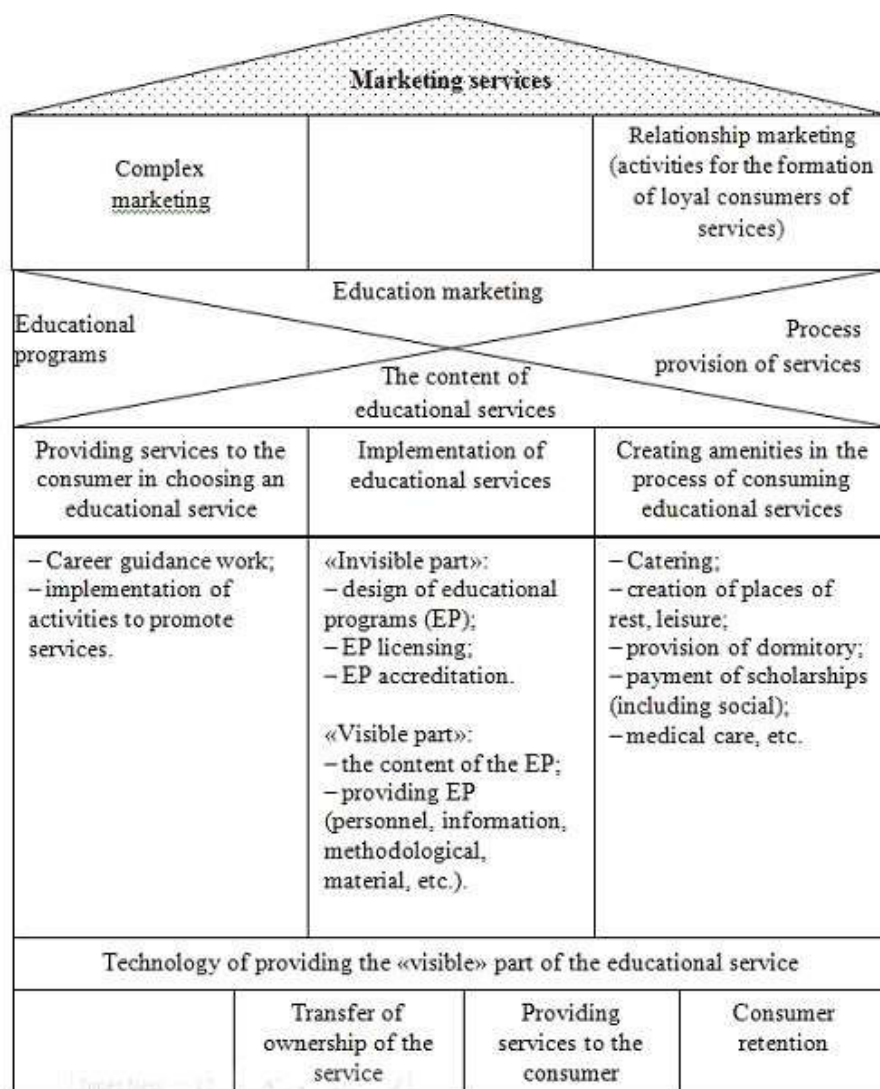 Marketing services
Complex
marketing
Relationship marketing
(activities for the formation
of loyal consumers of
services)
Education marketing
Educational
programs
Process
provision of services
The content of
educational services
Providing services to the
consumer in choosing an
educational service
Implementation of
educational services
Creating amenities in the
process of consuming
educational services
– Career guidance work;
– implementation of
activities to promote
services.
«Invisible part»:
– design of educational
programs (EP);
– EP licensing;
– EP accreditation.
«Visible part»:
– the content of the EP;
– providing EP
(personnel, information,
methodological,
material, etc.).
– Catering;
– creation of places of
rest, leisure;
– provision of dormitory;
– payment of scholarships
(including social);
– medical care, etc.
Technology of providing the «visible» part of the educational service
Transfer of
ownership of the
service
Providing
services to the
consumer
Consumer
retention